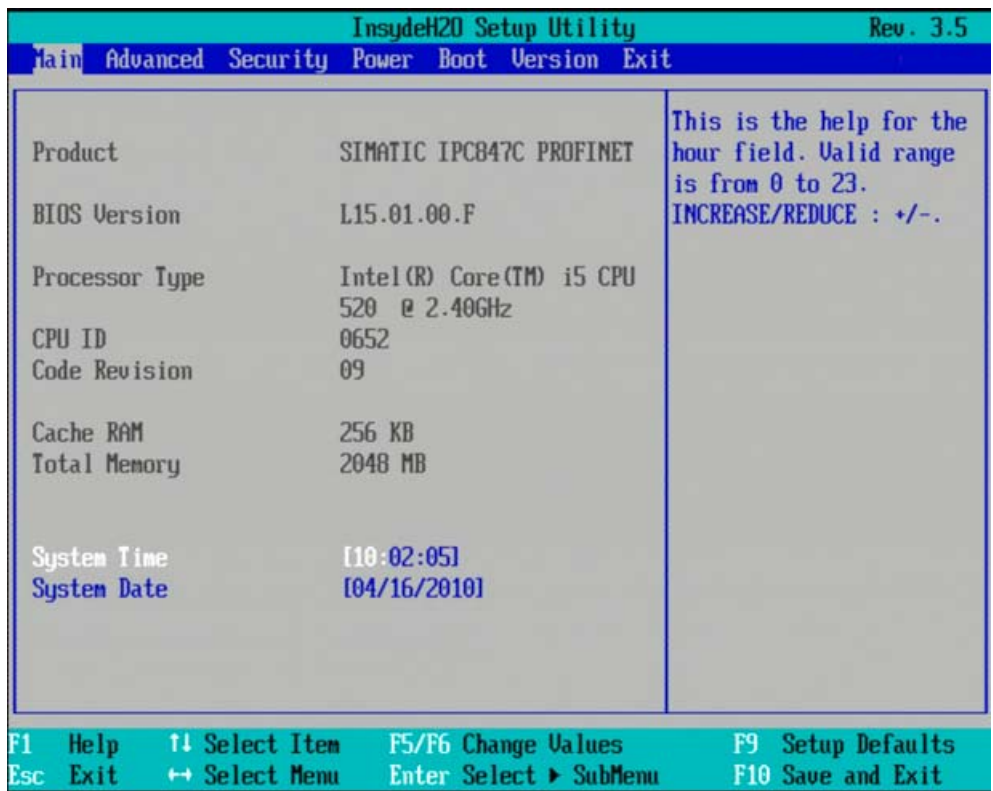 InsydeH20 Setup Utility Rev. 3.5
Main Advanced Security Power Boot Version Exit
Product SIMATIC IPC847C PROFINET
BIOS Version L15.01.00.F
Processor Type Intel(R) Core(TM) i5 CPU
520 @ 2.40GHz
CPU ID 0652
Code Revision 09
Cache RAM 256 KB
Total Memory 2048 MB
System Time [10:02:05]
System Date [04/16/2010]
This is the help for the
hour field. Valid range
is from 0 to 23.
INCREASE/REDUCE : +/-.
F1 Help ↑↓ Select Item F5/F6 Change Values F9 Setup Defaults
Esc Exit ↔ Select Menu Enter Select ▶ SubMenu F10 Save and Exit